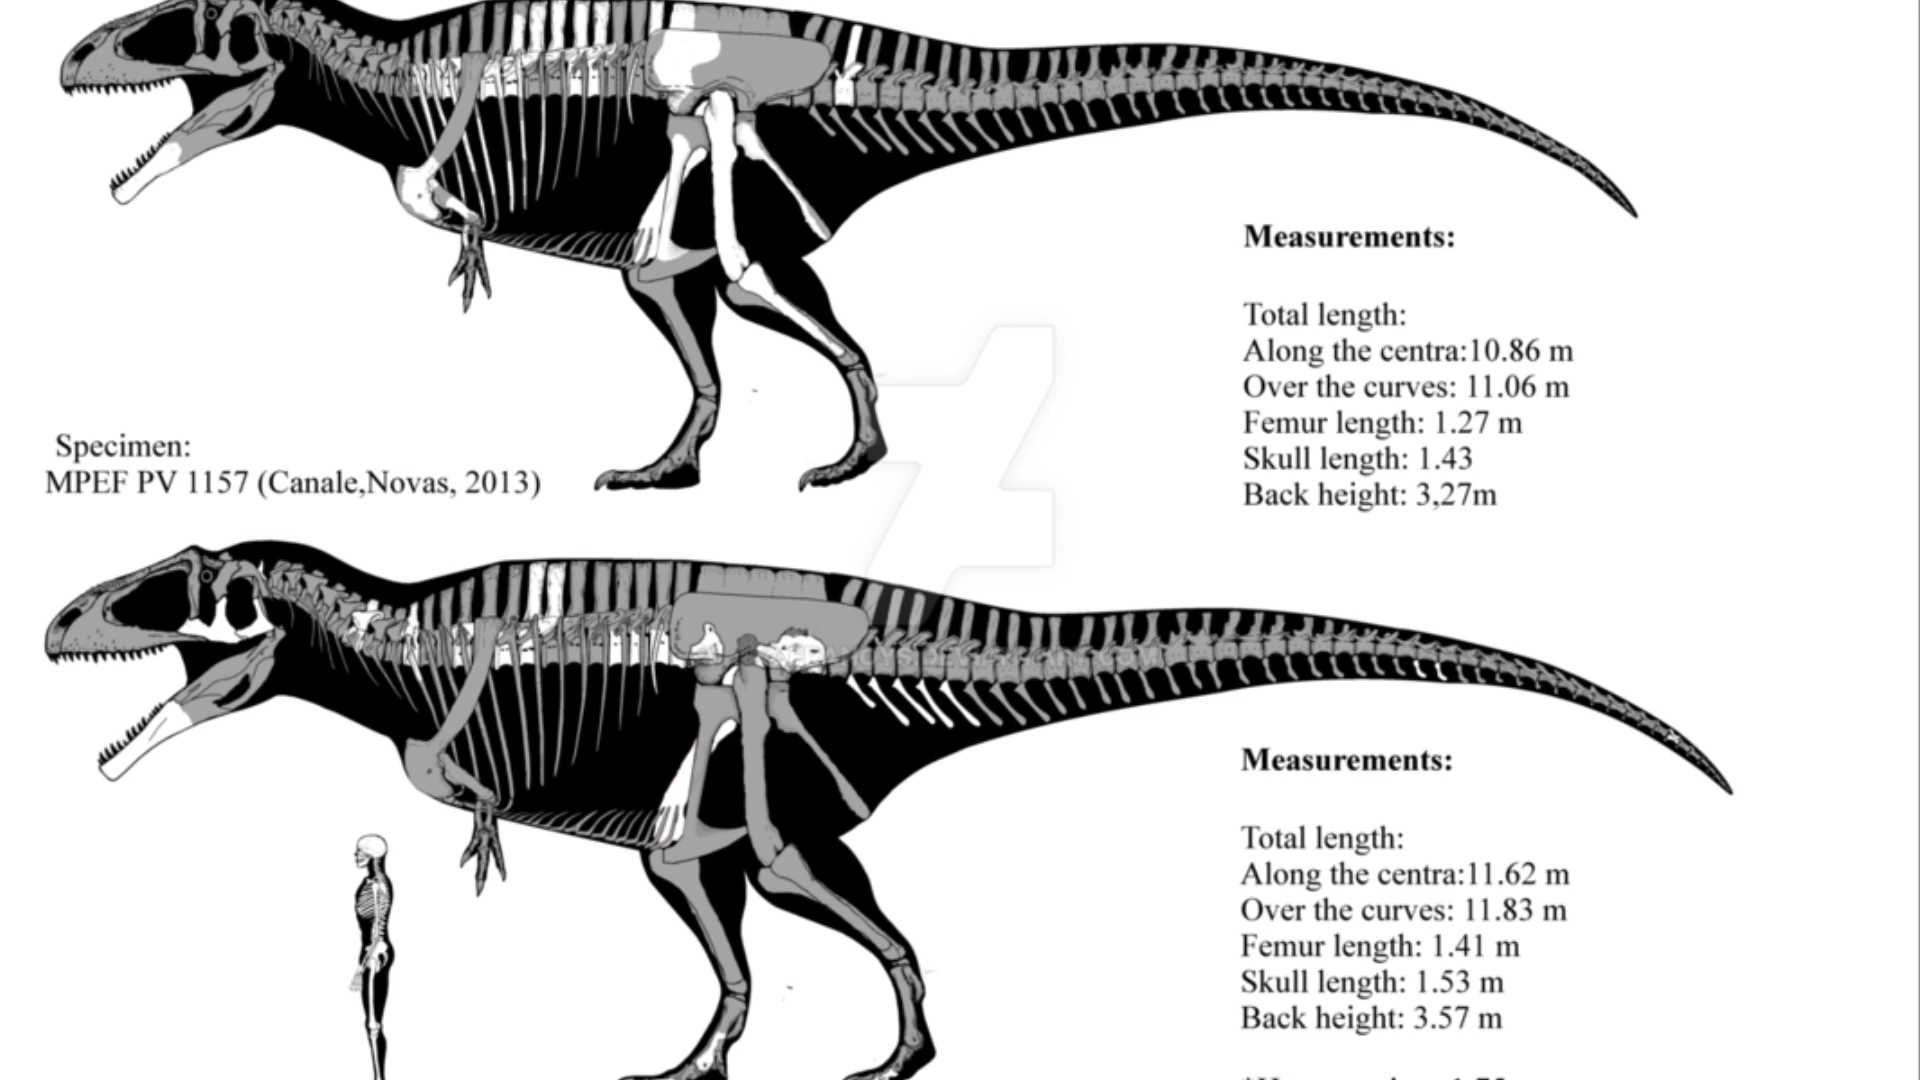 Measurements:
Total length:
Along the centra:10.86 m
Over the curves: 11.06 m
Femur length: 1.27 m
Skull length: 1.43
Back height: 3,27m
Specimen:
MPEF PV 1157 (Canale,Novas, 2013)
Measurements:
Total length:
Along the centra:11.62 m
Over the curves: 11.83 m
Femur length: 1.41 m
Skull length: 1.53 m
Back height: 3.57 m